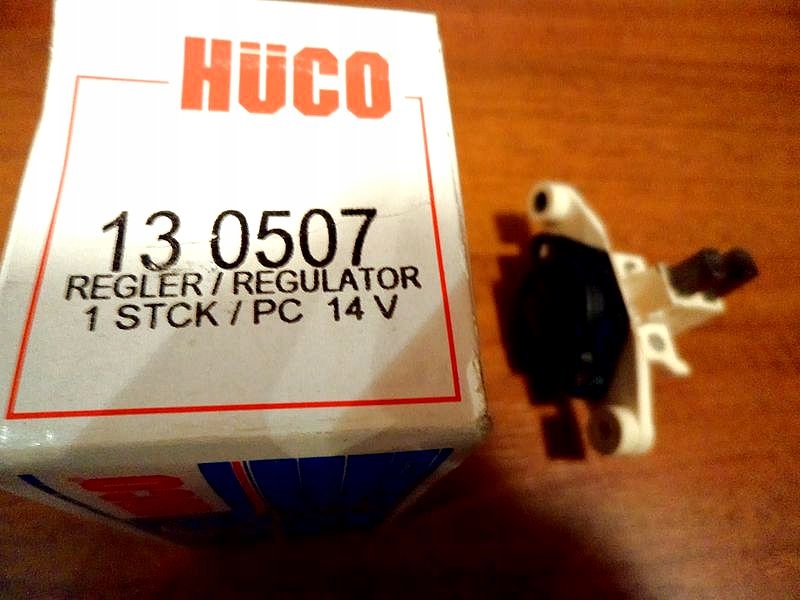 HÜCO
13 0507
REGLER / REGULATOR
1 STCK / PC 14 V